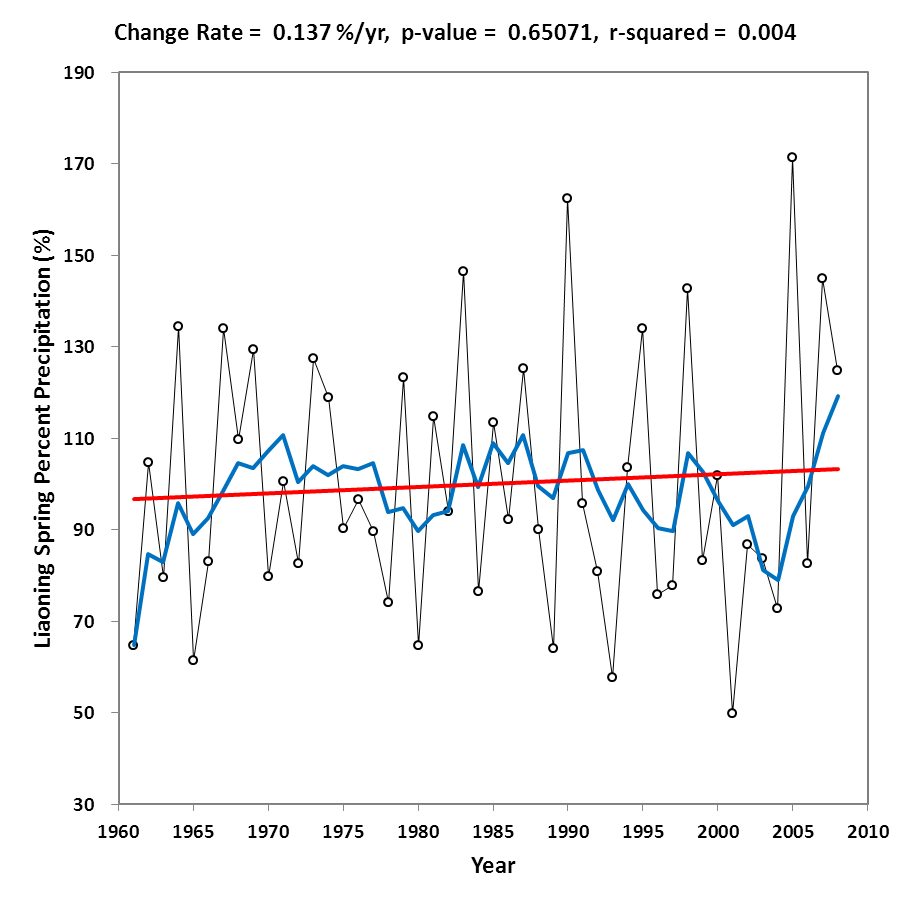 Change Rate = 0.137 %/yr, p-value = 0.65071, r-squared = 0.004
Liaoning Spring Percent Precipitation (%)
190
170
150
130
110
90
70
50
30
1960 1965 1970 1975 1980 1985 1990 1995 2000 2005 2010
Year